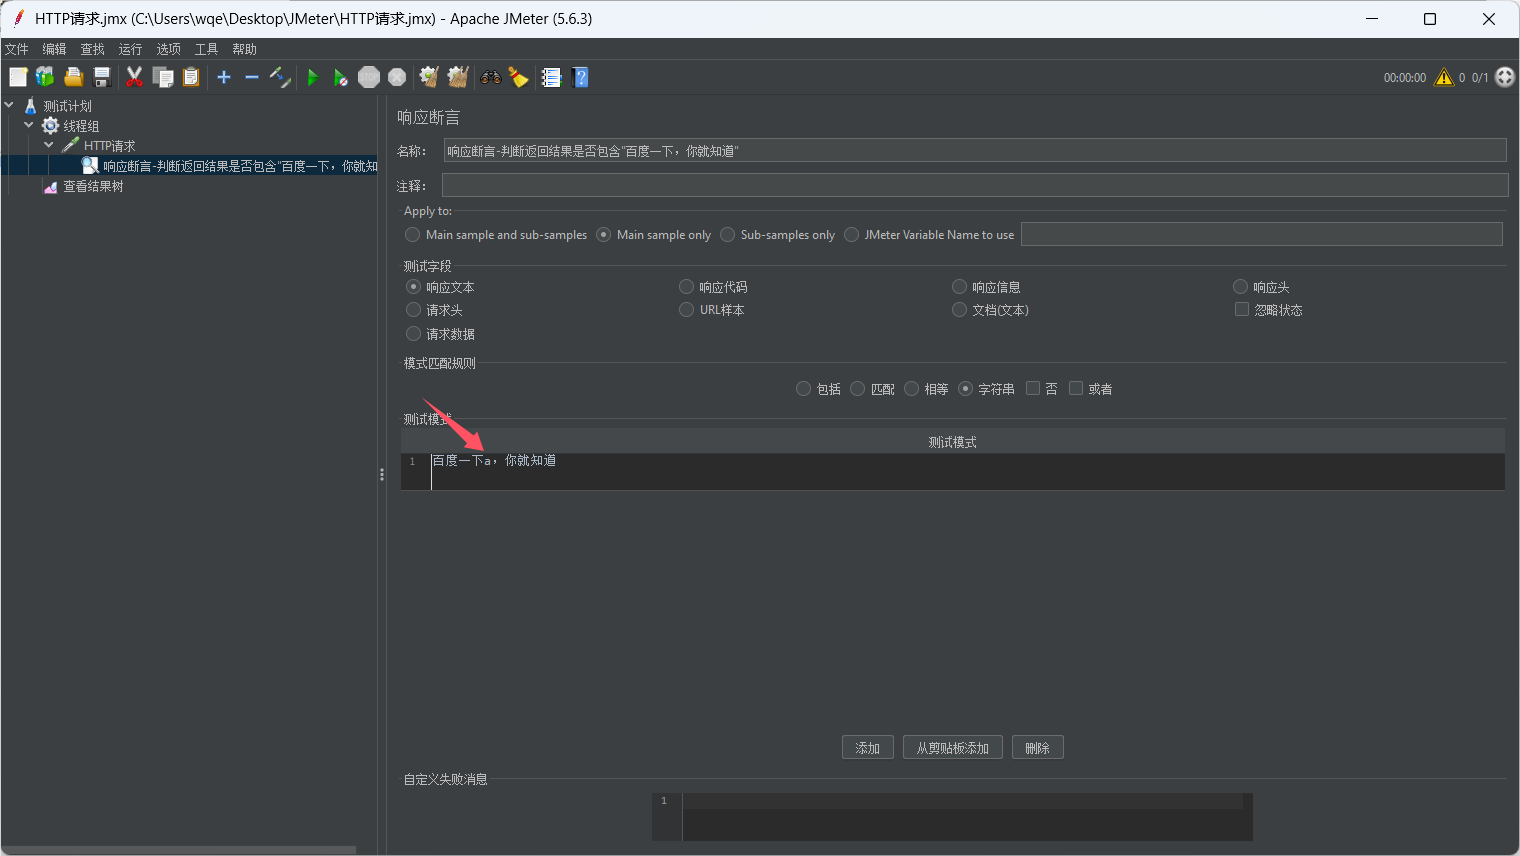 HTTP请求.jmx (C:\Users\wqe\Desktop\JMeter\HTTP请求.jmx) - Apache JMeter (5.6.3)
文件 编辑 查找 运行 选项 工具 帮助
STOP
00:00:00 0 0/1
测试计划
线程组
HTTP请求
响应断言-判断返回结果是否包含"百度一下，你就知
查看结果树
响应断言
名称： 响应断言-判断返回结果是否包含"百度一下，你就知道"
注释：
Apply to:
Main sample and sub-samples Main sample only Sub-samples only JMeter Variable Name to use
测试字段
响应文本 响应代码 响应信息 响应头
请求头 URL样本 文档(文本) 忽略状态
请求数据
模式匹配规则
包括 匹配 相等 字符串 否 或者
测试模式
测试模式
1 百度一下a，你就知道
添加 从剪贴板添加 删除
自定义失败消息
1